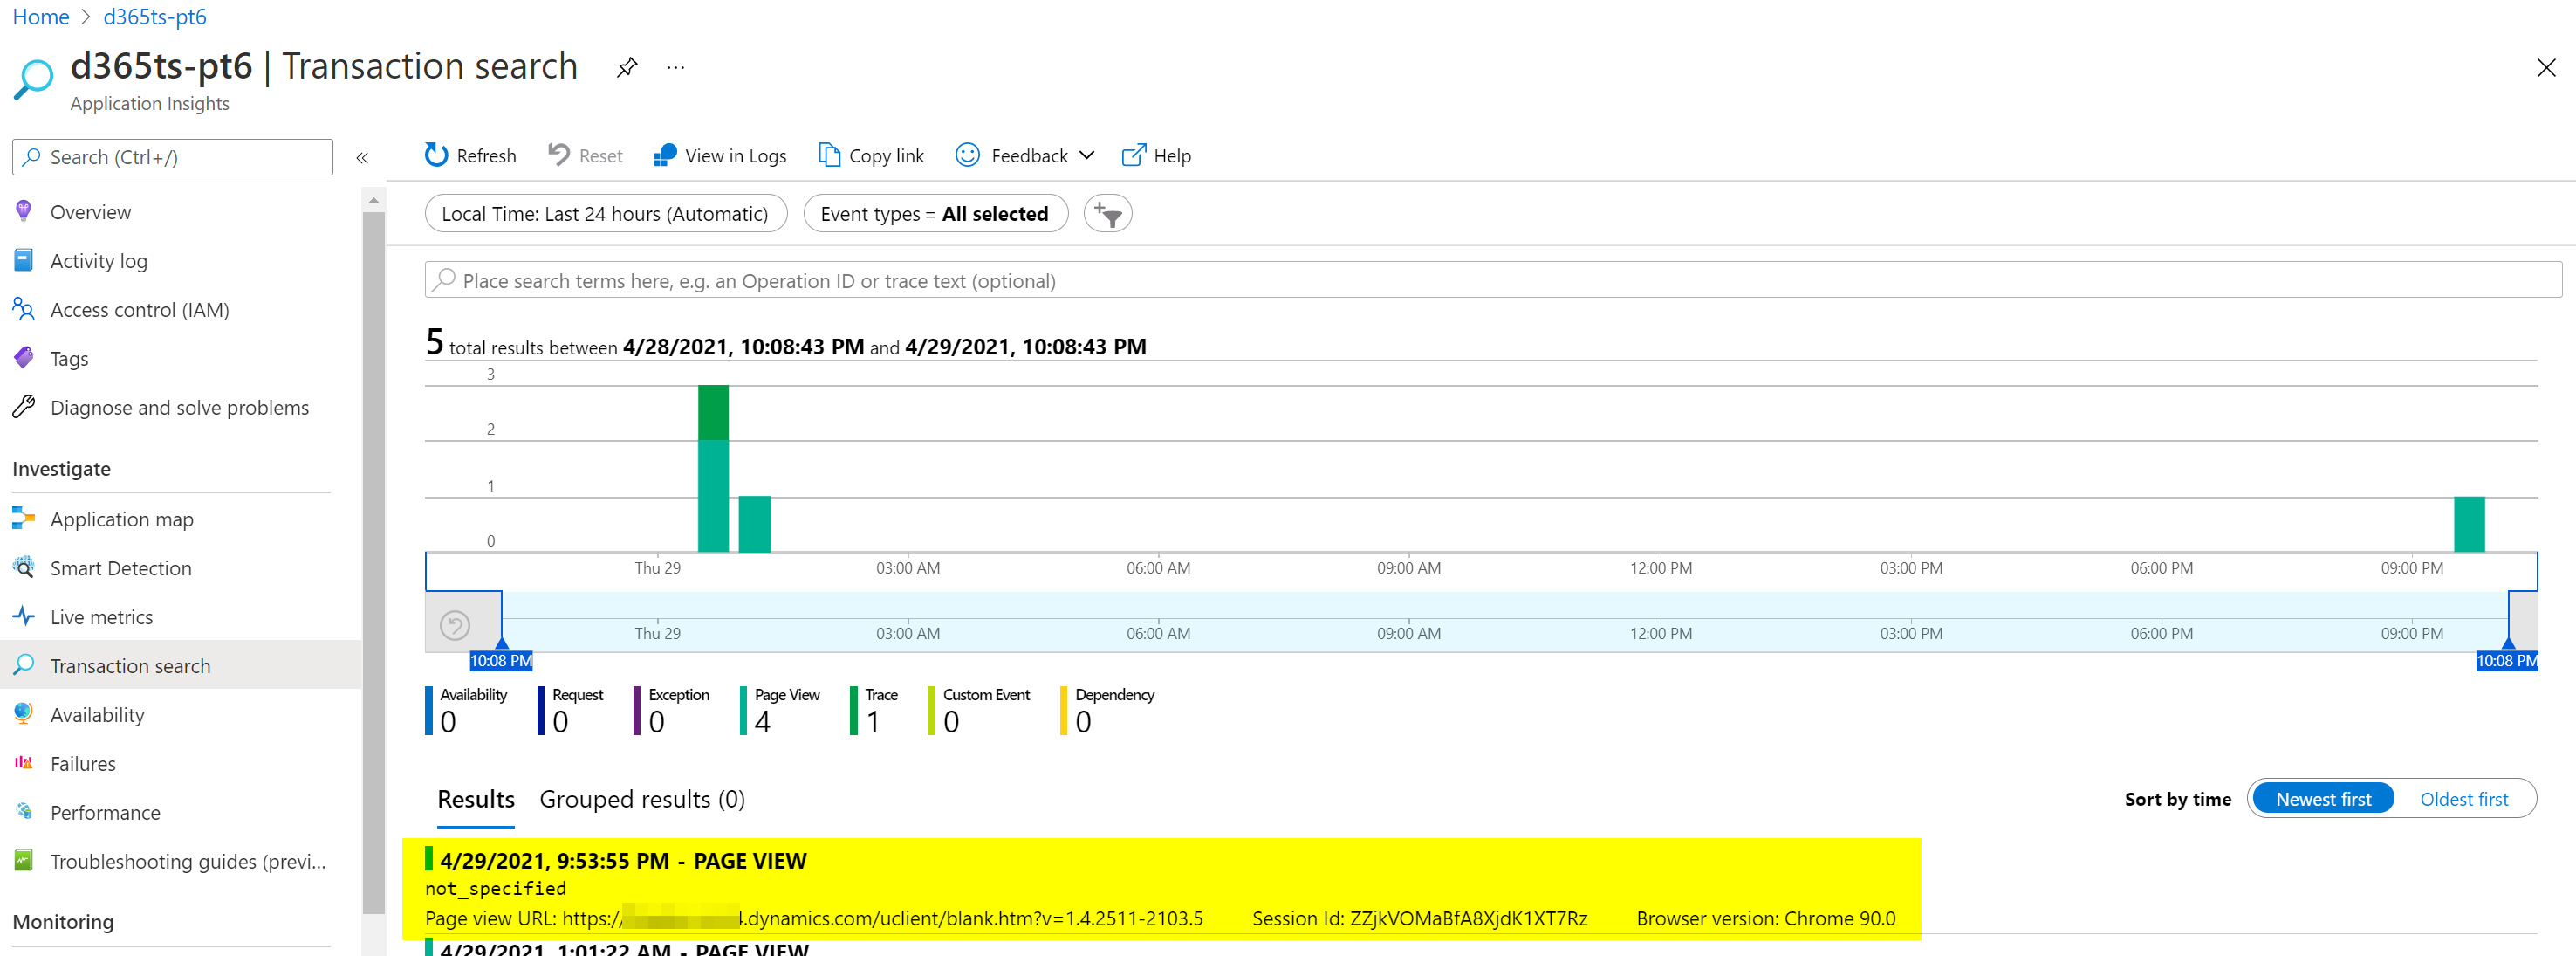 Home > d365ts-pt6
d365ts-pt6 | Transaction search ...
Application Insights
Search (Ctrl+/) «
Overview
Activity log
Access control (IAM)
Tags
Diagnose and solve problems
Investigate
Application map
Smart Detection
Live metrics
Transaction search
Availability
Failures
Performance
Troubleshooting guides (previ...
Monitoring
Refresh Reset View in Logs Copy link Feedback Help
Local Time: Last 24 hours (Automatic) Event types = All selected
Place search terms here, e.g. an Operation ID or trace text (optional)
5 total results between 4/28/2021, 10:08:43 PM and 4/29/2021, 10:08:43 PM
3
2
1
0
Thu 29 03:00 AM 06:00 AM 09:00 AM 12:00 PM 03:00 PM 06:00 PM 09:00 PM
Thu 29 03:00 AM 06:00 AM 09:00 AM 12:00 PM 03:00 PM 06:00 PM 09:00 PM
10:08 PM 10:08 PM
Availability Request Exception Page View Trace Custom Event Dependency
0 0 0 4 1 0 0
Results Grouped results (0) Sort by time Newest first Oldest first
4/29/2021, 9:53:55 PM - PAGE VIEW
not_specified
Page view URL: https:// .dynamics.com/uclient/blank.htm?v=1.4.2511-2103.5 Session Id: ZZjkVOMaBfA8XjdK1XT7Rz Browser version: Chrome 90.0
4/29/2021, 1:01:22 AM - PAGE VIEW